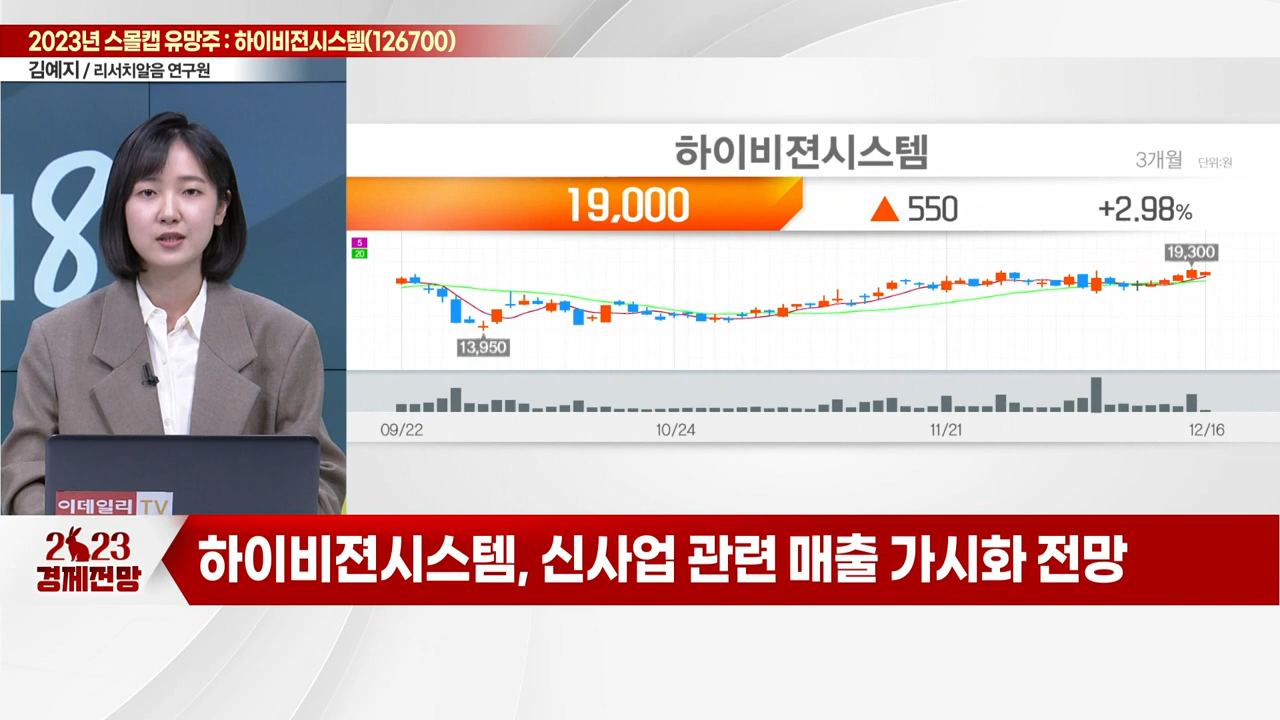 2023년 스몰캡 유망주 : 하이비젼시스템(126700)
김예지 / 리서치알음 연구원
18
하이비젼시스템
3개월 단위:원
19,000 ▲ 550 +2.98%
5
20
19,300
13,950
09/22 10/24 11/21 12/16
이데일리 TV
2023
경제전망
하이비젼시스템, 신사업 관련 매출 가시화 전망